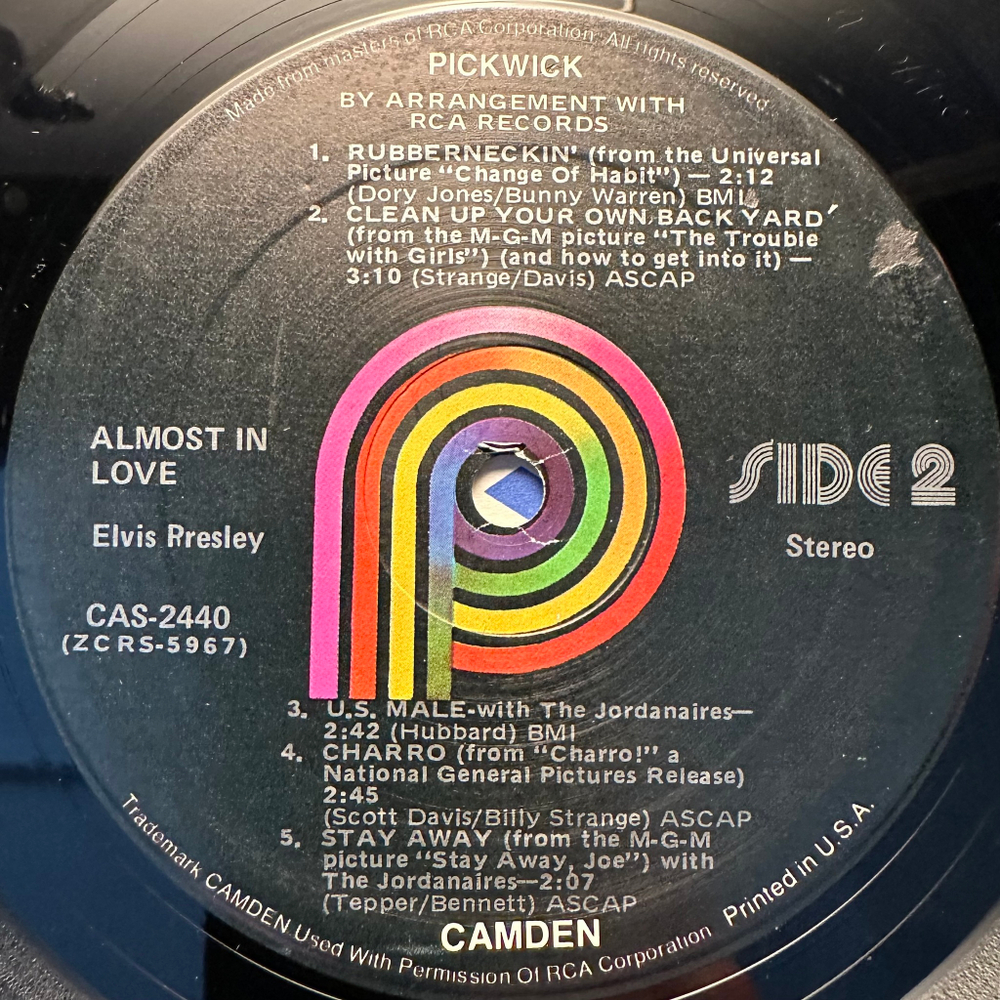 Made from masters of RCA Corporation. All rights reserved
PICKWICK
BY ARRANGEMENT WITH
RCA RECORDS
1. RUBBERNECKIN' (from the Universal
Picture "Change Of Habit") — 2:12
(Dory Jones/Bunny Warren) BMI
2. CLEAN UP YOUR OWN BACK YARD
(from the M-G-M picture "The Trouble
with Girls") (and how to get into it) —
3:10 (Strange/Davis) ASCAP
ALMOST IN
LOVE
Elvis Presley
CAS-2440
(ZCRS-5967)
SIDE 2
Stereo
3. U.S. MALE-with The Jordanaires—
2:42 (Hubbard) BMI
4. CHARRO (from "Charro!" a
National General Pictures Release)
2:45
(Scott Davis/Billy Strange) ASCAP
5. STAY AWAY (from the M-G-M
picture "Stay Away, Joe") with
The Jordanaires—2:07
(Tepper/Bennett) ASCAP
CAMDEN
Trademark CAMDEN Used With Permission Of RCA Corporation
Printed in U.S.A.